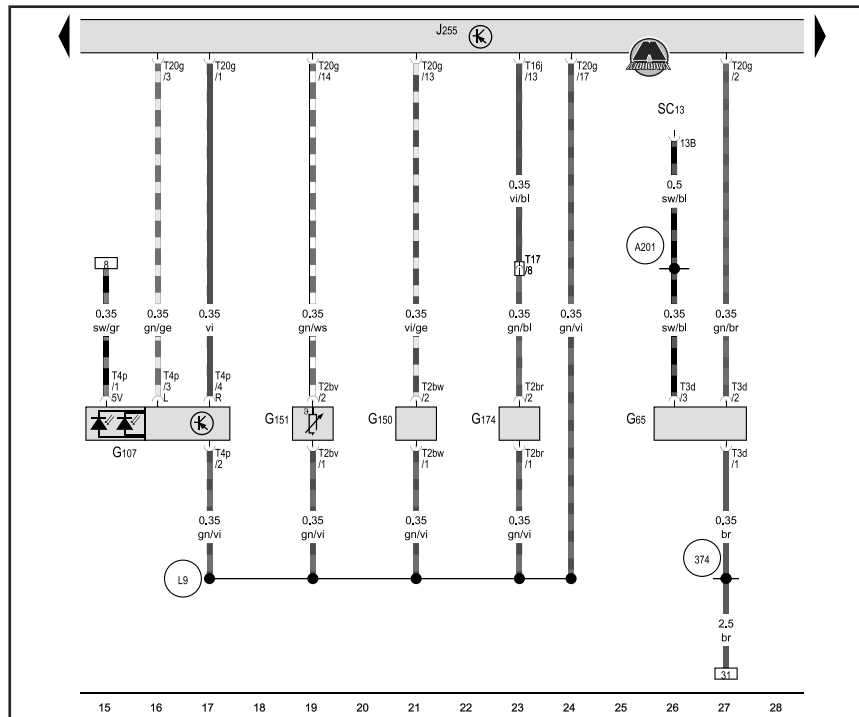 J255
T20g
/3
T20g
/1
T20g
/14
T20g
/13
T16j
/13
T20g
/17
T20g
/2
SC13
13B
0.35
vi/bl
0.5
sw/bl
A201
T17
/8
8
0.35
sw/gr
0.35
gn/ge
0.35
vi
0.35
gn/ws
0.35
vi/ge
0.35
gn/bl
0.35
gn/vi
0.35
sw/bl
0.35
gn/br
T4p
/1
5V
T4p
/3
L
T4p
/4
R
T2bv
/2
T2bw
/2
T2br
/2
T3d
/3
T3d
/2
G107
G151
a
G150
G174
G65
T4p
/2
T2bv
/1
T2bw
/1
T2br
/1
T3d
/1
0.35
gn/vi
0.35
gn/vi
0.35
gn/vi
0.35
gn/vi
0.35
br
L9
374
2.5
br
31
15 16 17 18 19 20 21 22 23 24 25 26 27 28